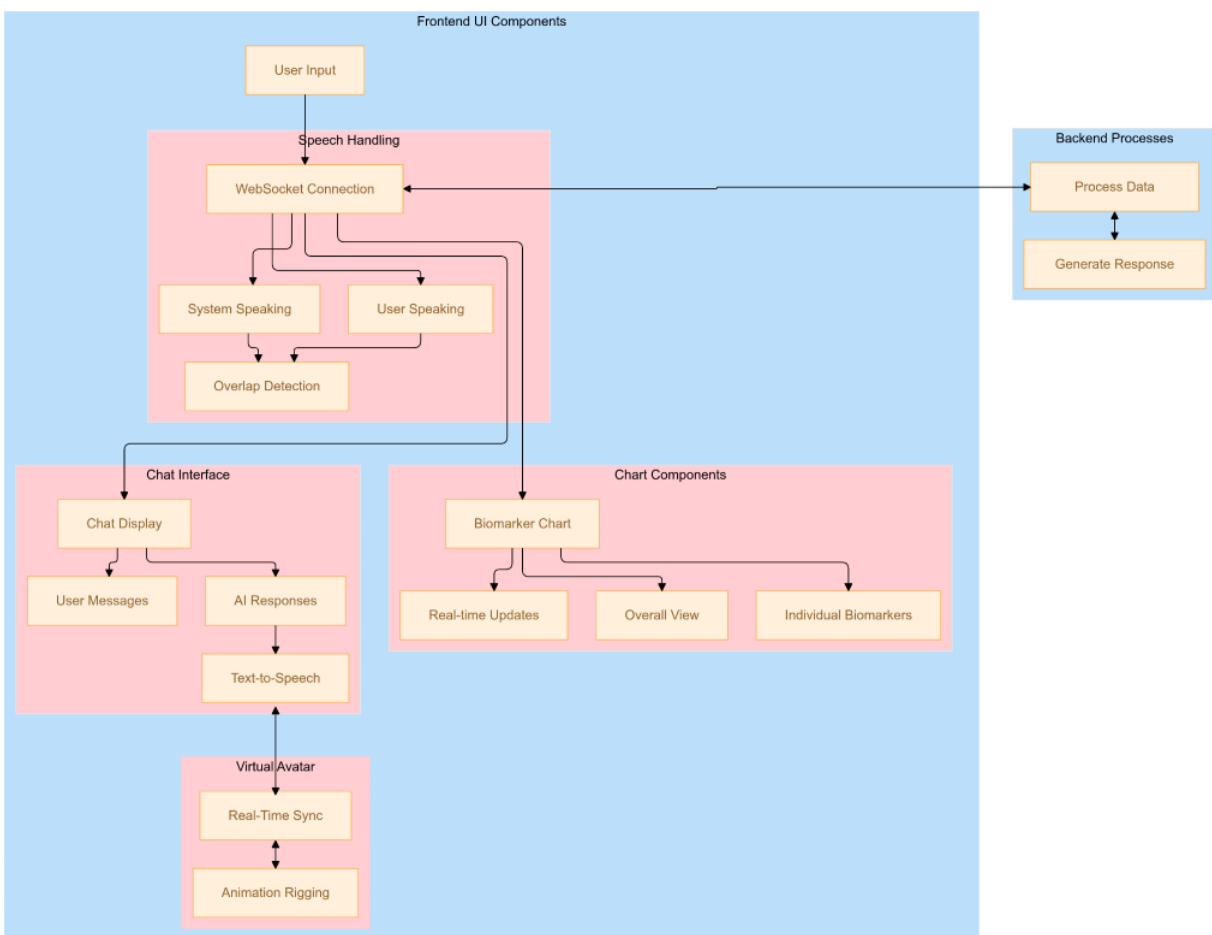 Frontend UI Components
User Input
Speech Handling
WebSocket Connection
System Speaking
User Speaking
Overlap Detection
Backend Processes
Process Data
Generate Response
Chat Interface
Chat Display
User Messages
AI Responses
Text-to-Speech
Chart Components
Biomarker Chart
Real-time Updates
Overall View
Individual Biomarkers
Virtual Avatar
Real-Time Sync
Animation Rigging